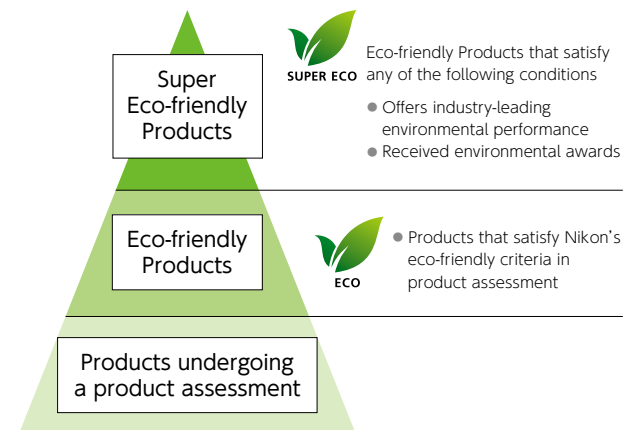 Super
Eco-friendly
Products
SUPER ECO
Eco-friendly Products that satisfy
any of the following conditions
● Offers industry-leading
environmental performance
● Received environmental awards
Eco-friendly
Products
ECO
● Products that satisfy Nikon's
eco-friendly criteria in
product assessment
Products undergoing
a product assessment